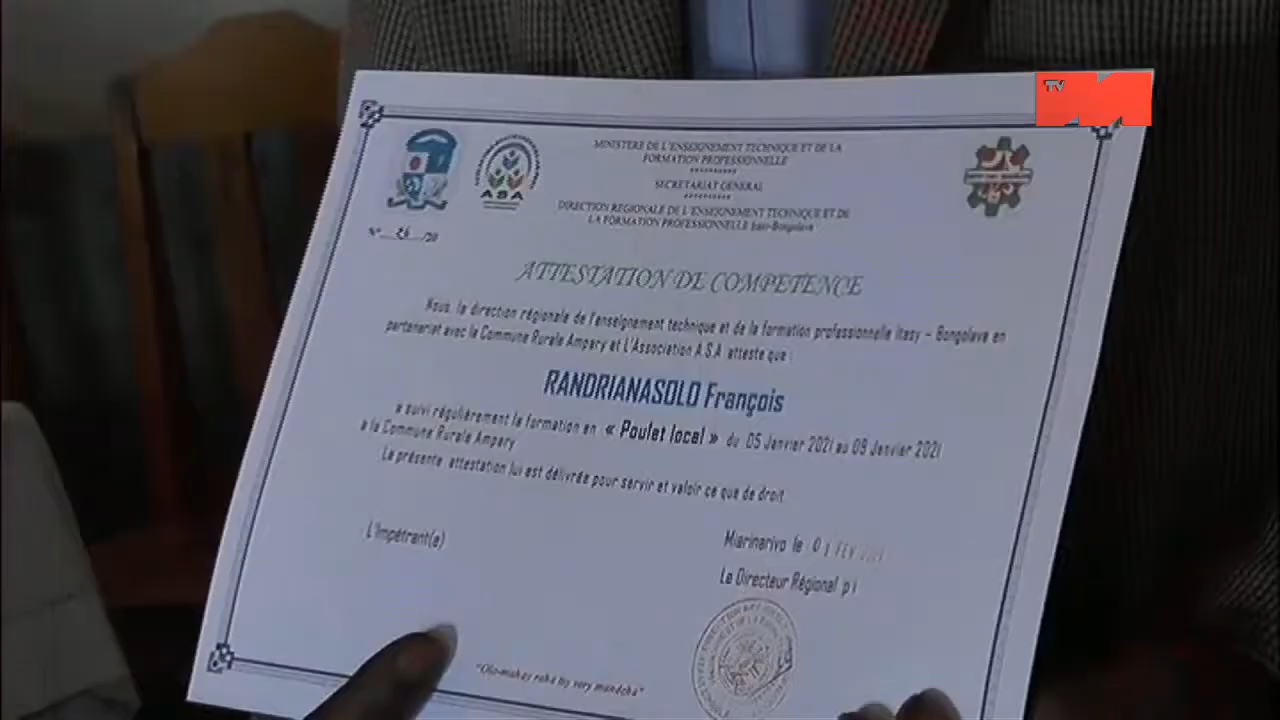 TV
MINISTERE DE L'ENSEIGNEMENT TECHNIQUE ET DE LA
FORMATION PROFESSIONNELLE
**********
SECRETARIAT GENERAL
**********
DIRECTION REGIONALE DE L'ENSEIGNEMENT TECHNIQUE ET DE
LA FORMATION PROFESSIONNELLE Itasy-Bongolava
ASA
N° 26 /20
ATTESTATION DE COMPETENCE
Nous, la direction régionale de l'enseignement technique et de la formation professionnelle Itasy – Bongolava en
partenariat avec la Commune Rurale Ampary et L'Association A.S.A atteste que :
RANDRIANASOLO François
a suivi régulièrement la formation en « Poulet local » du 05 Janvier 2021 au 09 Janvier 2021
à la Commune Rurale Ampary
La présente attestation lui est délivrée pour servir et valoir ce que de droit
L'Impétrant(e)
Miarinarivo le 01 FEV
Le Directeur Régional p i